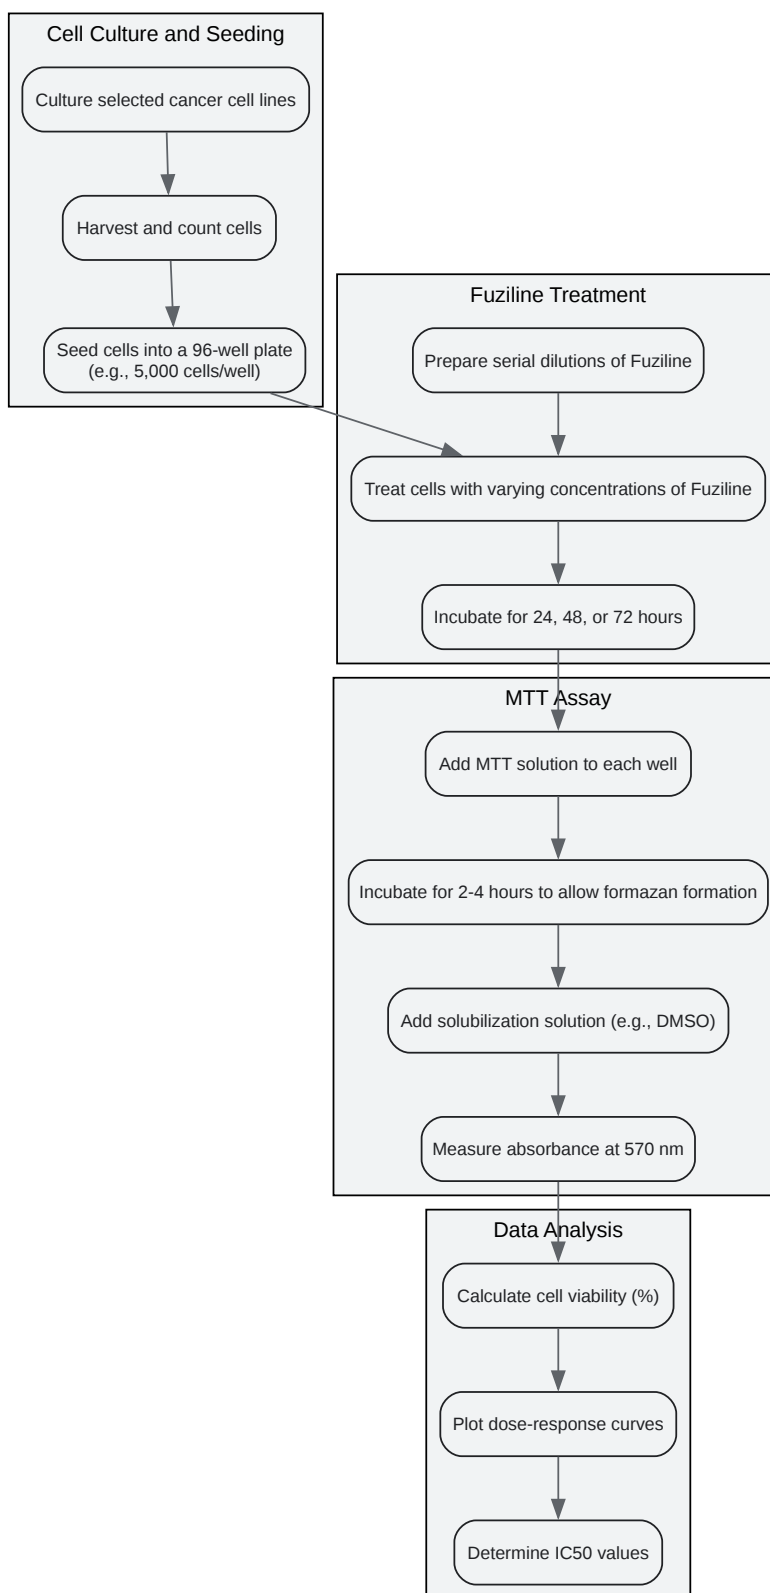 Cell Culture and Seeding
Culture selected cancer cell lines
Harvest and count cells
Seed cells into a 96-well plate
(e.g., 5,000 cells/well)
Fuziline Treatment
Prepare serial dilutions of Fuziline
Treat cells with varying concentrations of Fuziline
Incubate for 24, 48, or 72 hours
MTT Assay
Add MTT solution to each well
Incubate for 2-4 hours to allow formazan formation
Add solubilization solution (e.g., DMSO)
Measure absorbance at 570 nm
Data Analysis
Calculate cell viability (%)
Plot dose-response curves
Determine IC50 values